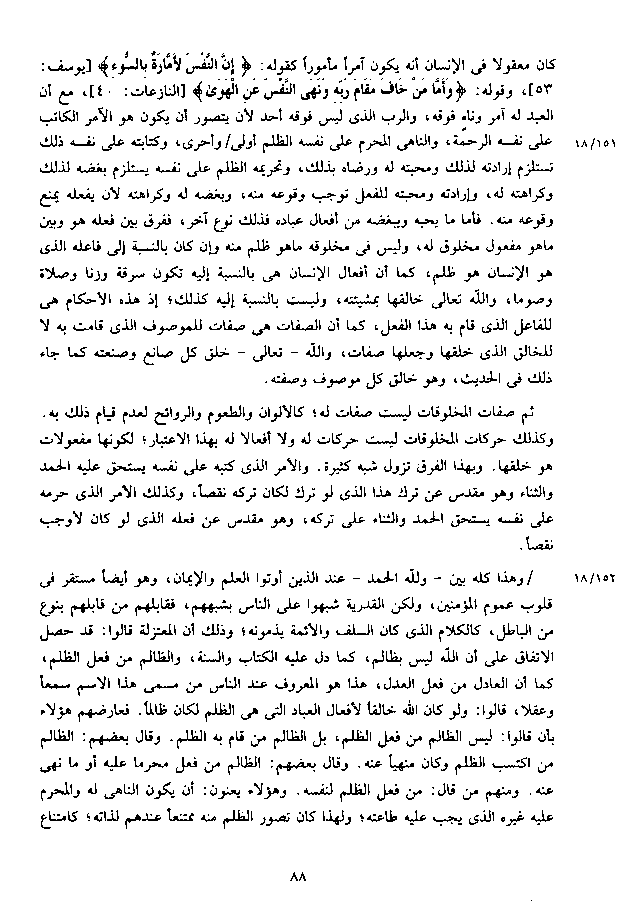 كان معقولا فى الإنسان أنه يكون آمراً مأموراً كقوله: ﴿ إِنَّ النَّفْسَ لأَمَّارَةٌ بِالسُّوءِ ﴾ [يوسف:
٥٣]، وقوله: ﴿ وَأَمَّا مَنْ خَافَ مَقَامَ رَبِّهِ وَنَهَى النَّفْسَ عَنِ الْهَوَىٰ ﴾ [النازعات: ٤٠]، مع أن
العبد له آمر وناه فوقه، والرب الذى ليس فوقه أحد لأن يتصور أن يكون هو الآمر الكاتب
على نفسه الرحمة، والناهى المحرم على نفسه الظلم أولى/وأحرى، وكتابته على نفسه ذلك
١٨/١٥١
تستلزم إرادته لذلك ومحبته له ورضاه بذلك، وتحريمه الظلم على نفسه يستلزم بغضه لذلك
وكراهته له، وإرادته ومحبته للفعل توجب وقوعه منه، وبغضه له وكراهته لأن يفعله يمنع
وقوعه منه. فأما ما يحبه ويبغضه من أفعال عباده فذلك نوع آخر، ففرق بين فعله هو وبين
ماهو مفعول مخلوق له، وليس فى مخلوقه ماهو ظلم منه وإن كان بالنسبة إلى فاعله الذى
هو الإنسان هو ظلم، كما أن أفعال الإنسان هى بالنسبة إليه تكون سرقة وزنا وصلاة
وصوما، والله تعالى خالقها بمشيئته، وليست بالنسبة إليه كذلك؛ إذ هذه الأحكام هى
للفاعل الذى قام به هذا الفعل، كما أن الصفات هى صفات للموصوف الذى قامت به لا
للخالق الذى خلقها وجعلها صفات، والله - تعالى - خلق كل صانع وصنعته كما جاء
ذلك فى الحديث، وهو خالق كل موصوف وصفته.
ثم صفات المخلوقات ليست صفات له؛ كالألوان والطعوم والروائح لعدم قيام ذلك به.
وكذلك حركات المخلوقات ليست حركات له ولا أفعالا له بهذا الاعتبار؛ لكونها مفعولات
هو خلقها. وبهذا الفرق تزول شبه كثيرة. والأمر الذى كتبه على نفسه يستحق عليه الحمد
والثناء وهو مقدس عن ترك هذا الذى لو ترك لكان تركه نقصاً، وكذلك الأمر الذى حرمه
على نفسه يستحق الحمد والثناء على تركه، وهو مقدس عن فعله الذى لو كان لأوجب
نقصاً.
/ وهذا كله بين - ولله الحمد - عند الذين أوتوا العلم والإيمان، وهو أيضاً مستقر فى
١٨/١٥٢
قلوب عموم المؤمنين، ولكن القدرية شبهوا على الناس بشبههم، فقابلهم من قابلهم بنوع
من الباطل، كالكلام الذى كان السلف والأئمة يذمونه؛ وذلك أن المعتزلة قالوا: قد حصل
الاتفاق على أن الله ليس بظالم، كما دل عليه الكتاب والسنة، والظالم من فعل الظلم،
كما أن العادل من فعل العدل، هذا هو المعروف عند الناس من مسمى هذا الاسم سمعاً
وعقلا، قالوا: ولو كان الله خالقاً لأفعال العباد التى هى الظلم لكان ظالماً. فعارضهم هؤلاء
بأن قالوا: ليس الظالم من فعل الظلم، بل الظالم من قام به الظلم. وقال بعضهم: الظالم
من اكتسب الظلم وكان منهياً عنه. وقال بعضهم: الظالم من فعل محرما عليه أو ما نهى
عنه. ومنهم من قال: من فعل الظلم لنفسه. وهؤلاء يعنون: أن يكون الناهى له والمحرم
عليه غيره الذى يجب عليه طاعته؛ ولهذا كان تصور الظلم منه ممتنعاً عندهم لذاته؛ كامتناع
٨٨